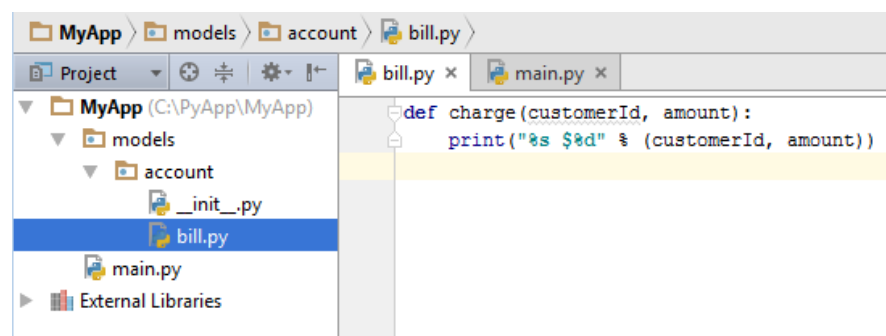 MyApp models account bill.py
Project bill.py × main.py ×
MyApp (C:\PyApp\MyApp)
models
account
__init__.py
bill.py
main.py
External Libraries
def charge(customerId, amount):
print("%s $%d" % (customerId, amount))